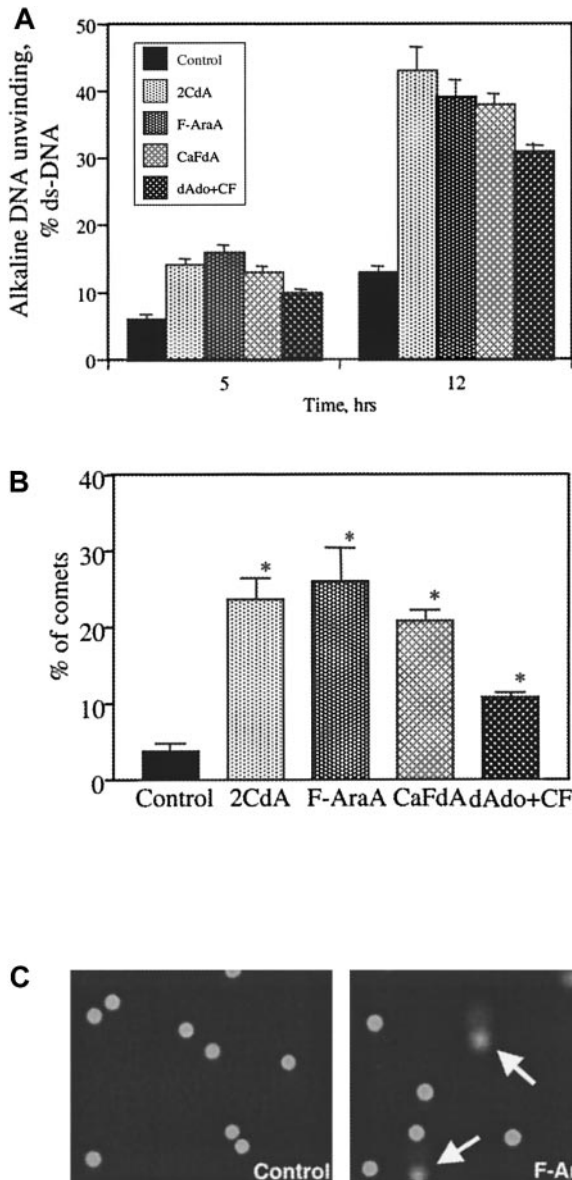 A
Alkaline DNA unwinding,
% ds-DNA
50
40
30
20
10
0
Control
2CdA
F-AraA
CaFdA
dAdo+CF
5
12
Time, hrs
B
% of comets
40
30
20
10
0
*
*
*
*
Control 2CdA F-AraA CaFdA dAdo+CF
C
Control
F-Ar